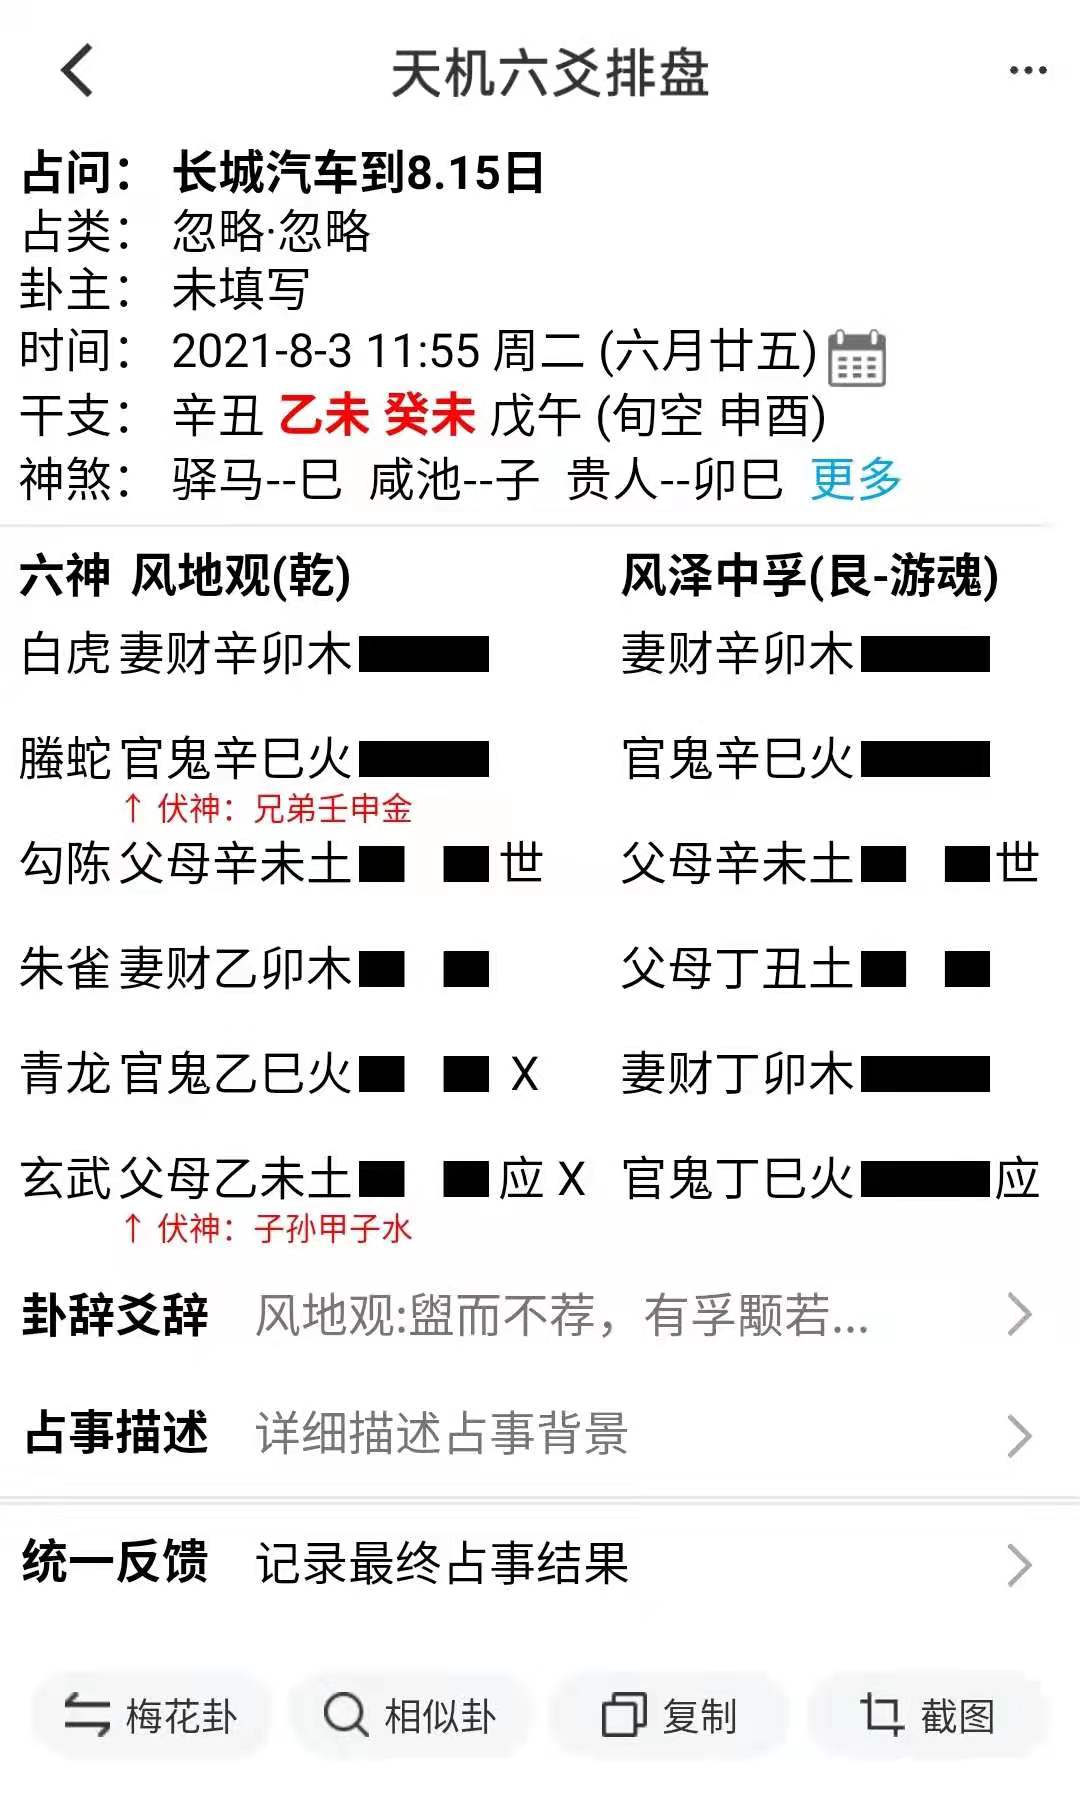 天机六爻排盘
占问： 长城汽车到8.15日
占类： 忽略·忽略
卦主： 未填写
时间： 2021-8-3 11:55 周二 (六月廿五)
干支： 辛丑 乙未 癸未 戊午 (旬空 申酉)
神煞： 驿马--巳 咸池--子 贵人--卯巳 更多
六神 风地观(乾) 风泽中孚(艮-游魂)
白虎 妻财辛卯木 妻财辛卯木
螣蛇 官鬼辛巳火 官鬼辛巳火
↑ 伏神：兄弟壬申金
勾陈 父母辛未土 世 父母辛未土 世
朱雀 妻财乙卯木 父母丁丑土
青龙 官鬼乙巳火 X 妻财丁卯木
玄武 父母乙未土 应 X 官鬼丁巳火 应
↑ 伏神：子孙甲子水
卦辞爻辞 风地观:盥而不荐，有孚颙若...
占事描述 详细描述占事背景
统一反馈 记录最终占事结果
梅花卦 相似卦 复制 截图